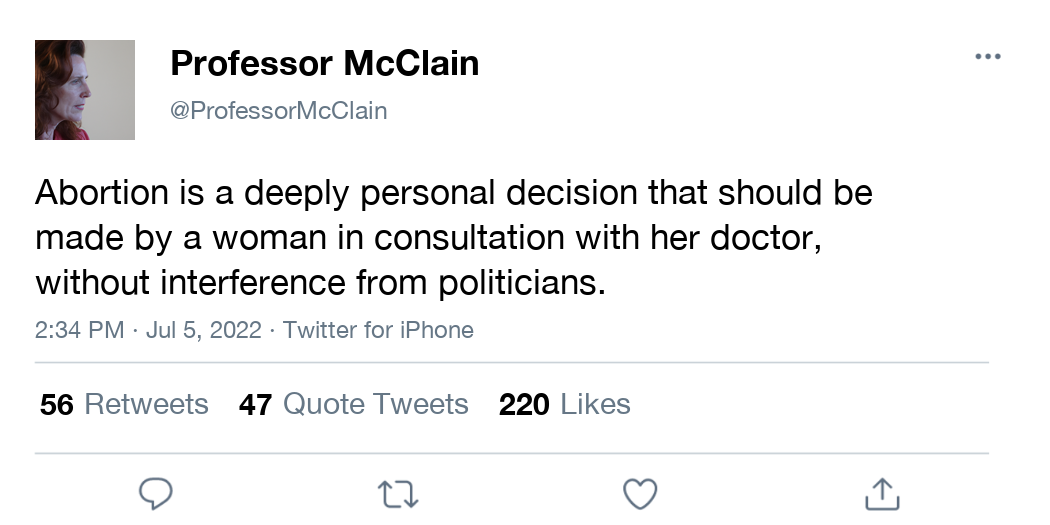 Professor McClain
@ProfessorMcClain
Abortion is a deeply personal decision that should be
made by a woman in consultation with her doctor,
without interference from politicians.
2:34 PM · Jul 5, 2022 · Twitter for iPhone
56 Retweets 47 Quote Tweets 220 Likes